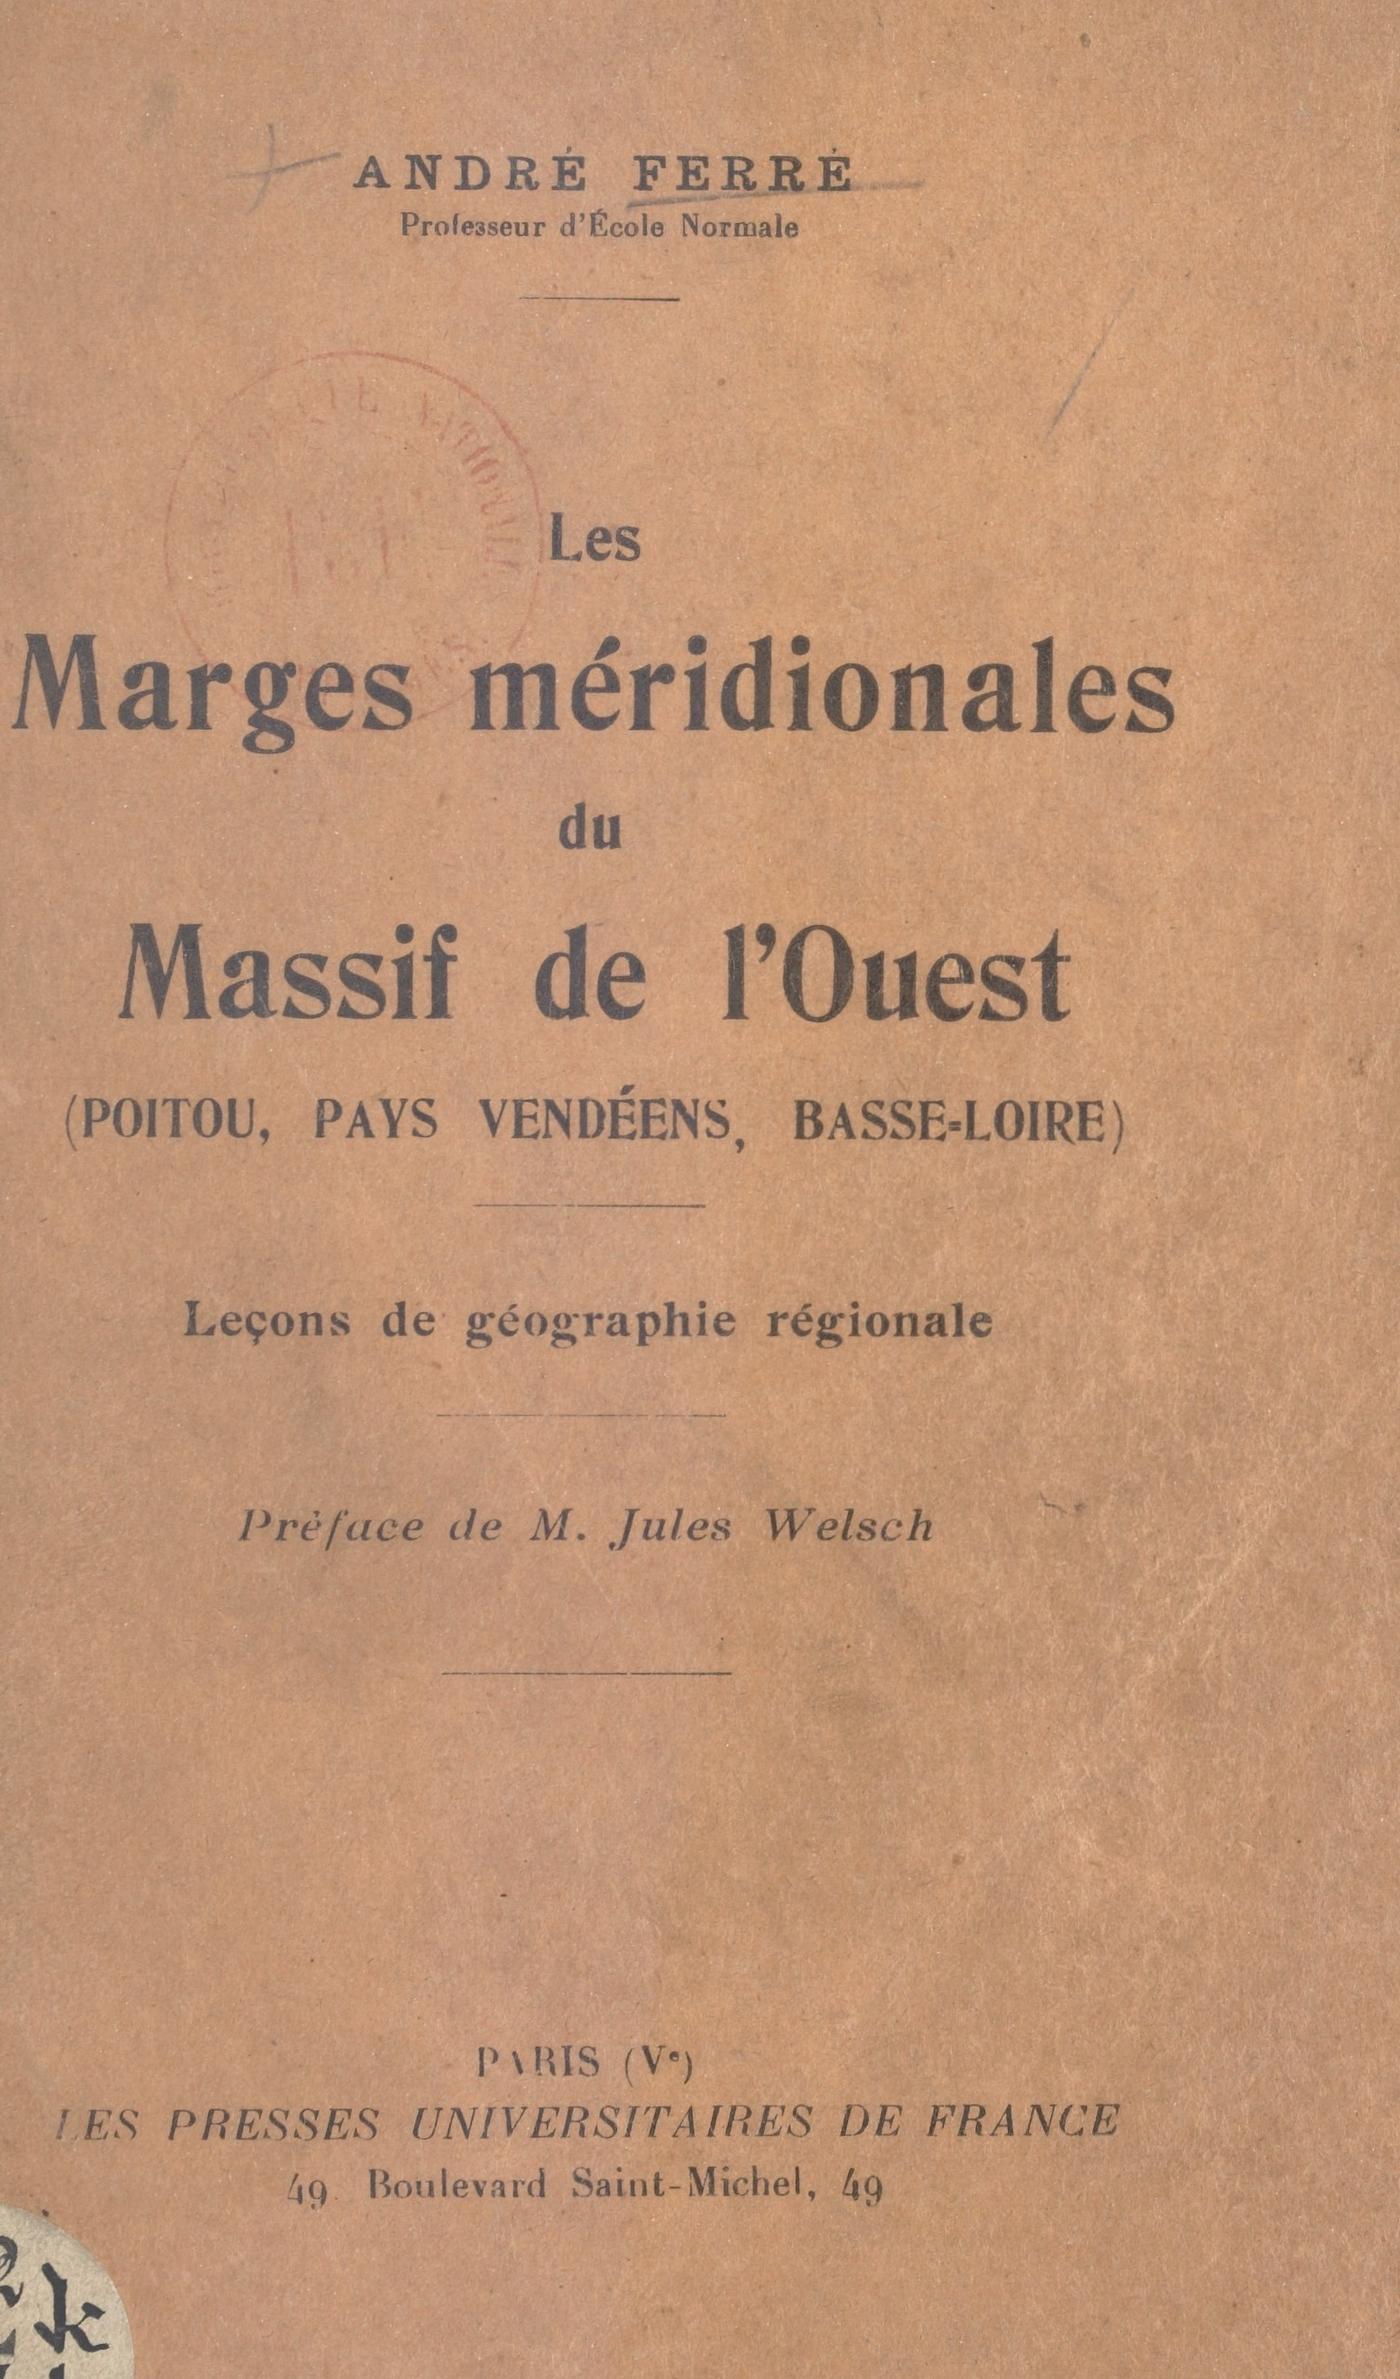 ANDRÉ FERRÉ
Professeur d'École Normale
Les
Marges méridionales
du
Massif de l'Ouest
(POITOU, PAYS VENDÉENS, BASSE-LOIRE)
Leçons de géographie régionale
Préface de M. Jules Welsch
PARIS (Ve)
LES PRESSES UNIVERSITAIRES DE FRANCE
49 Boulevard Saint-Michel, 49
k